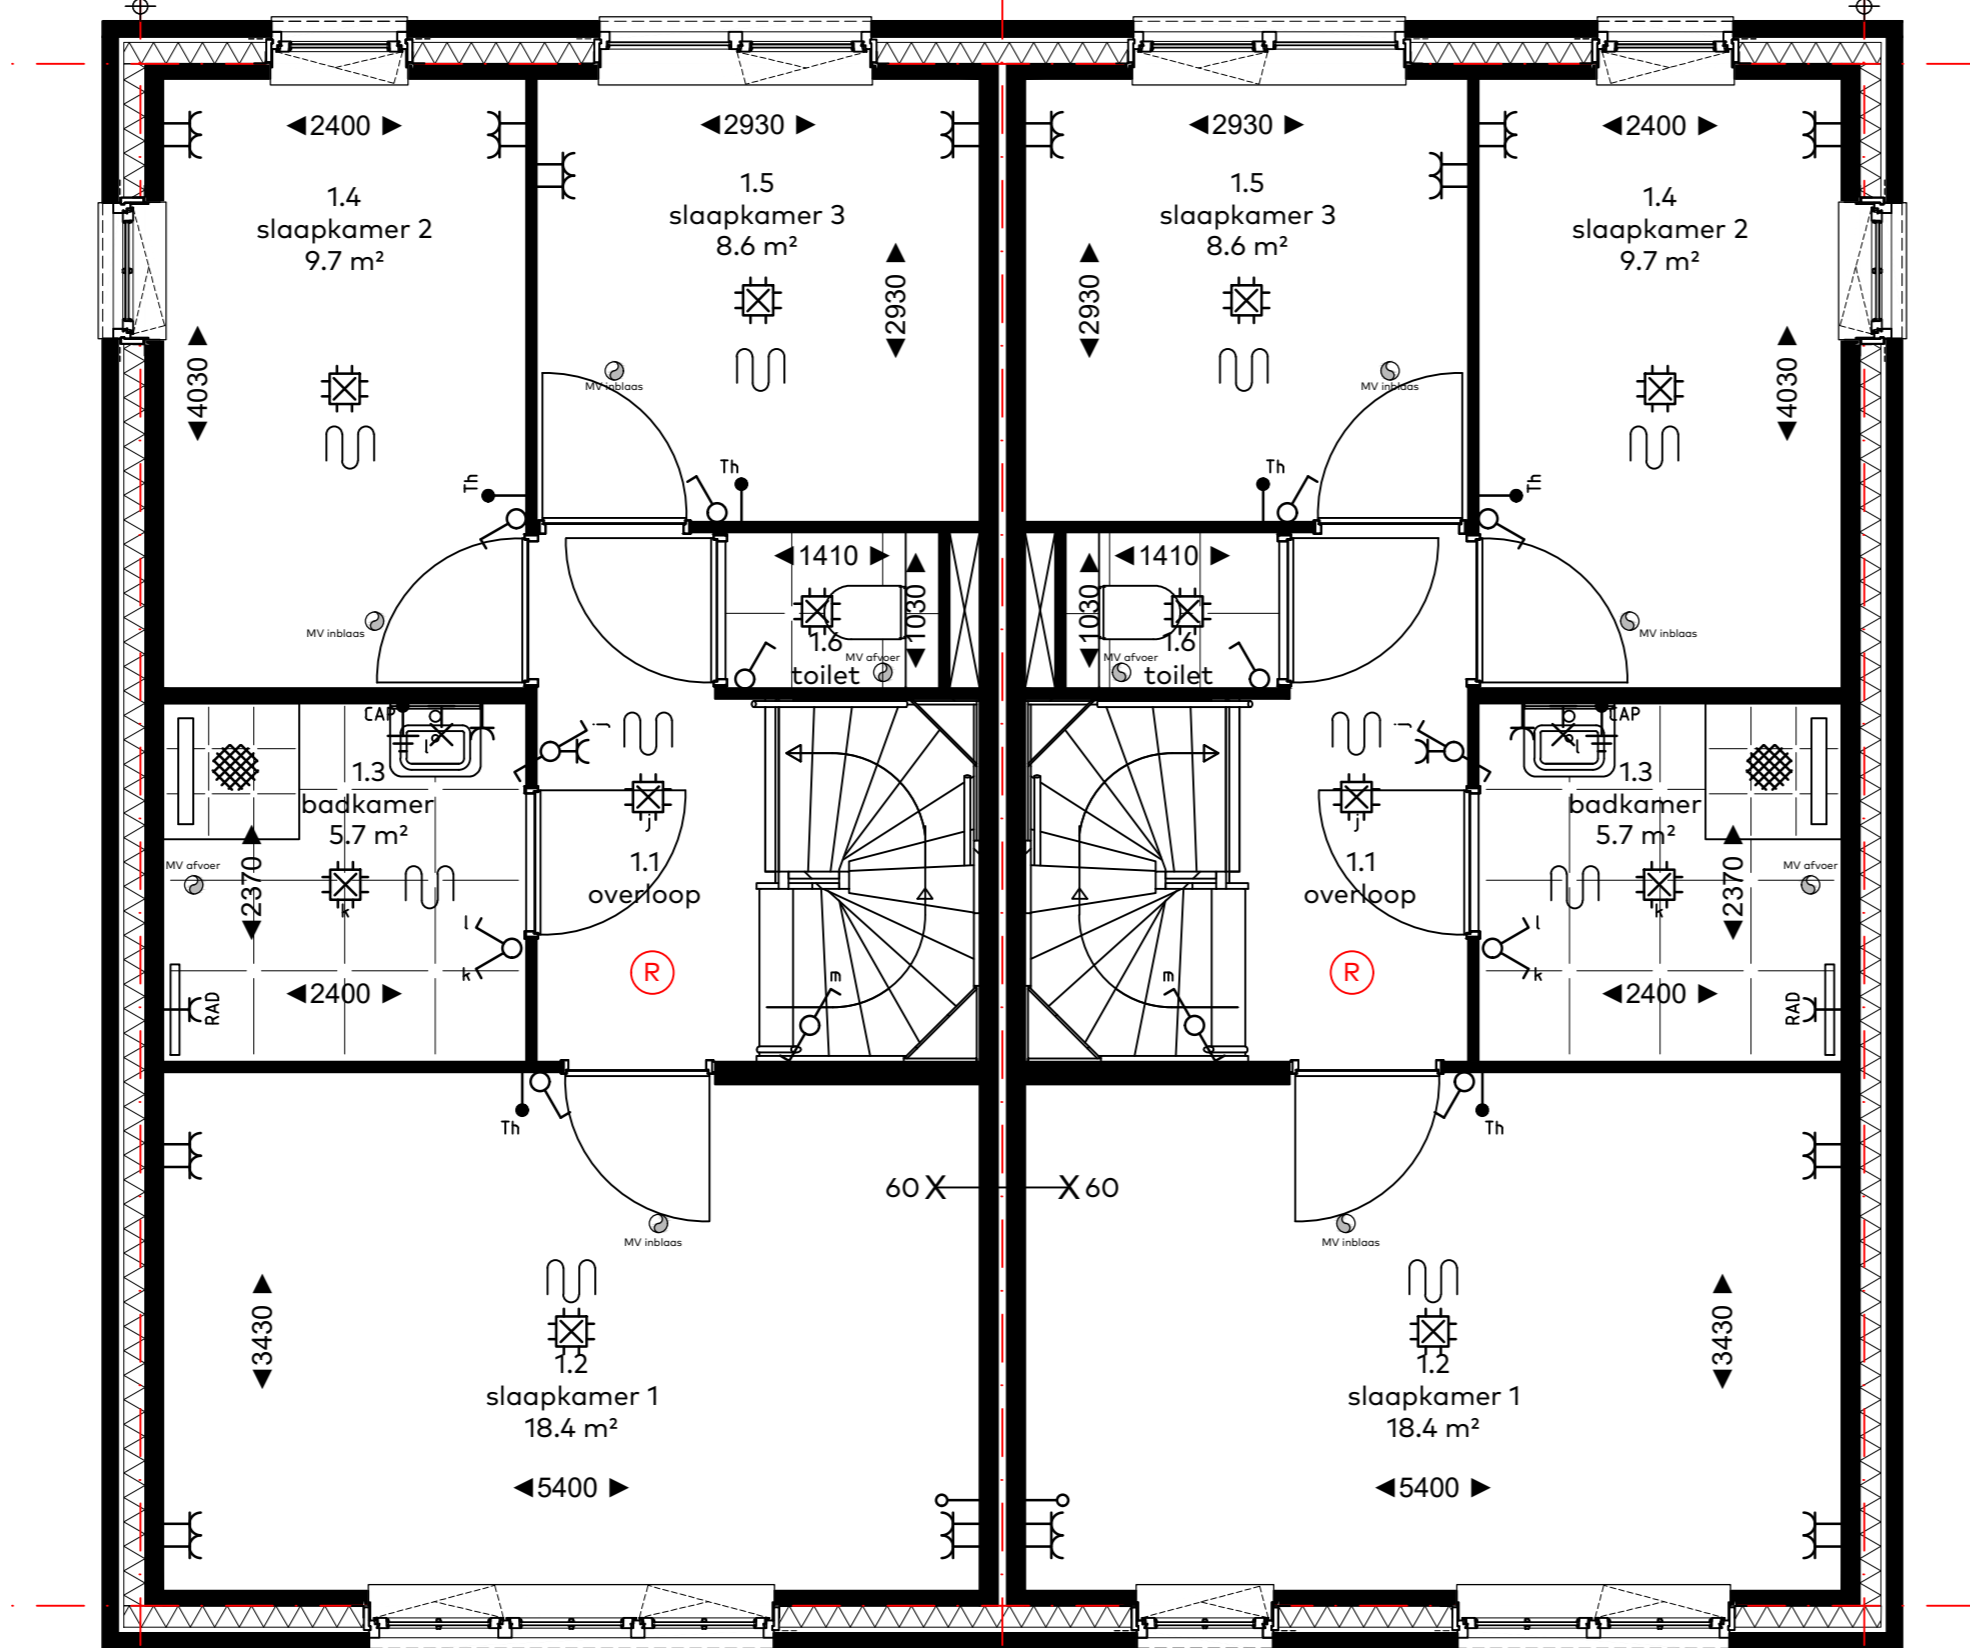 2400
2930
2930
2400
1.4
slaapkamer 2
9.7 m²
1.5
slaapkamer 3
8.6 m²
1.5
slaapkamer 3
8.6 m²
1.4
slaapkamer 2
9.7 m²
4030
2930
2930
4030
MV inblaas
MV inblaas
Th
Th
Th
Th
1410
1030
1410
1030
MV inblaas
1.6
toilet
MV afvoer
1.6
toilet
MV afvoer
MV inblaas
CAP
l
j
j
l
CAP
1.3
badkamer
5.7 m²
1.3
badkamer
5.7 m²
j
j
MV afvoer
2370
k
1.1
overloop
1.1
overloop
MV afvoer
2370
k
l
k
l
k
2400
RAD
R
m
m
R
2400
RAD
Th
Th
60
60
MV inblaas
MV inblaas
3430
3430
1.2
slaapkamer 1
18.4 m²
1.2
slaapkamer 1
18.4 m²
5400
5400